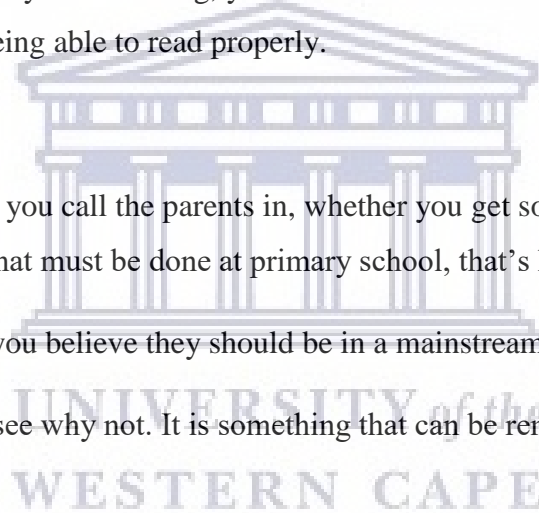 eing able to read properly.
you call the parents in, whether you get so
hat must be done at primary school, that's
you believe they should be in a mainstream
see why not. It is something that can be
UNIVERSITY of the
WESTERN CAPE